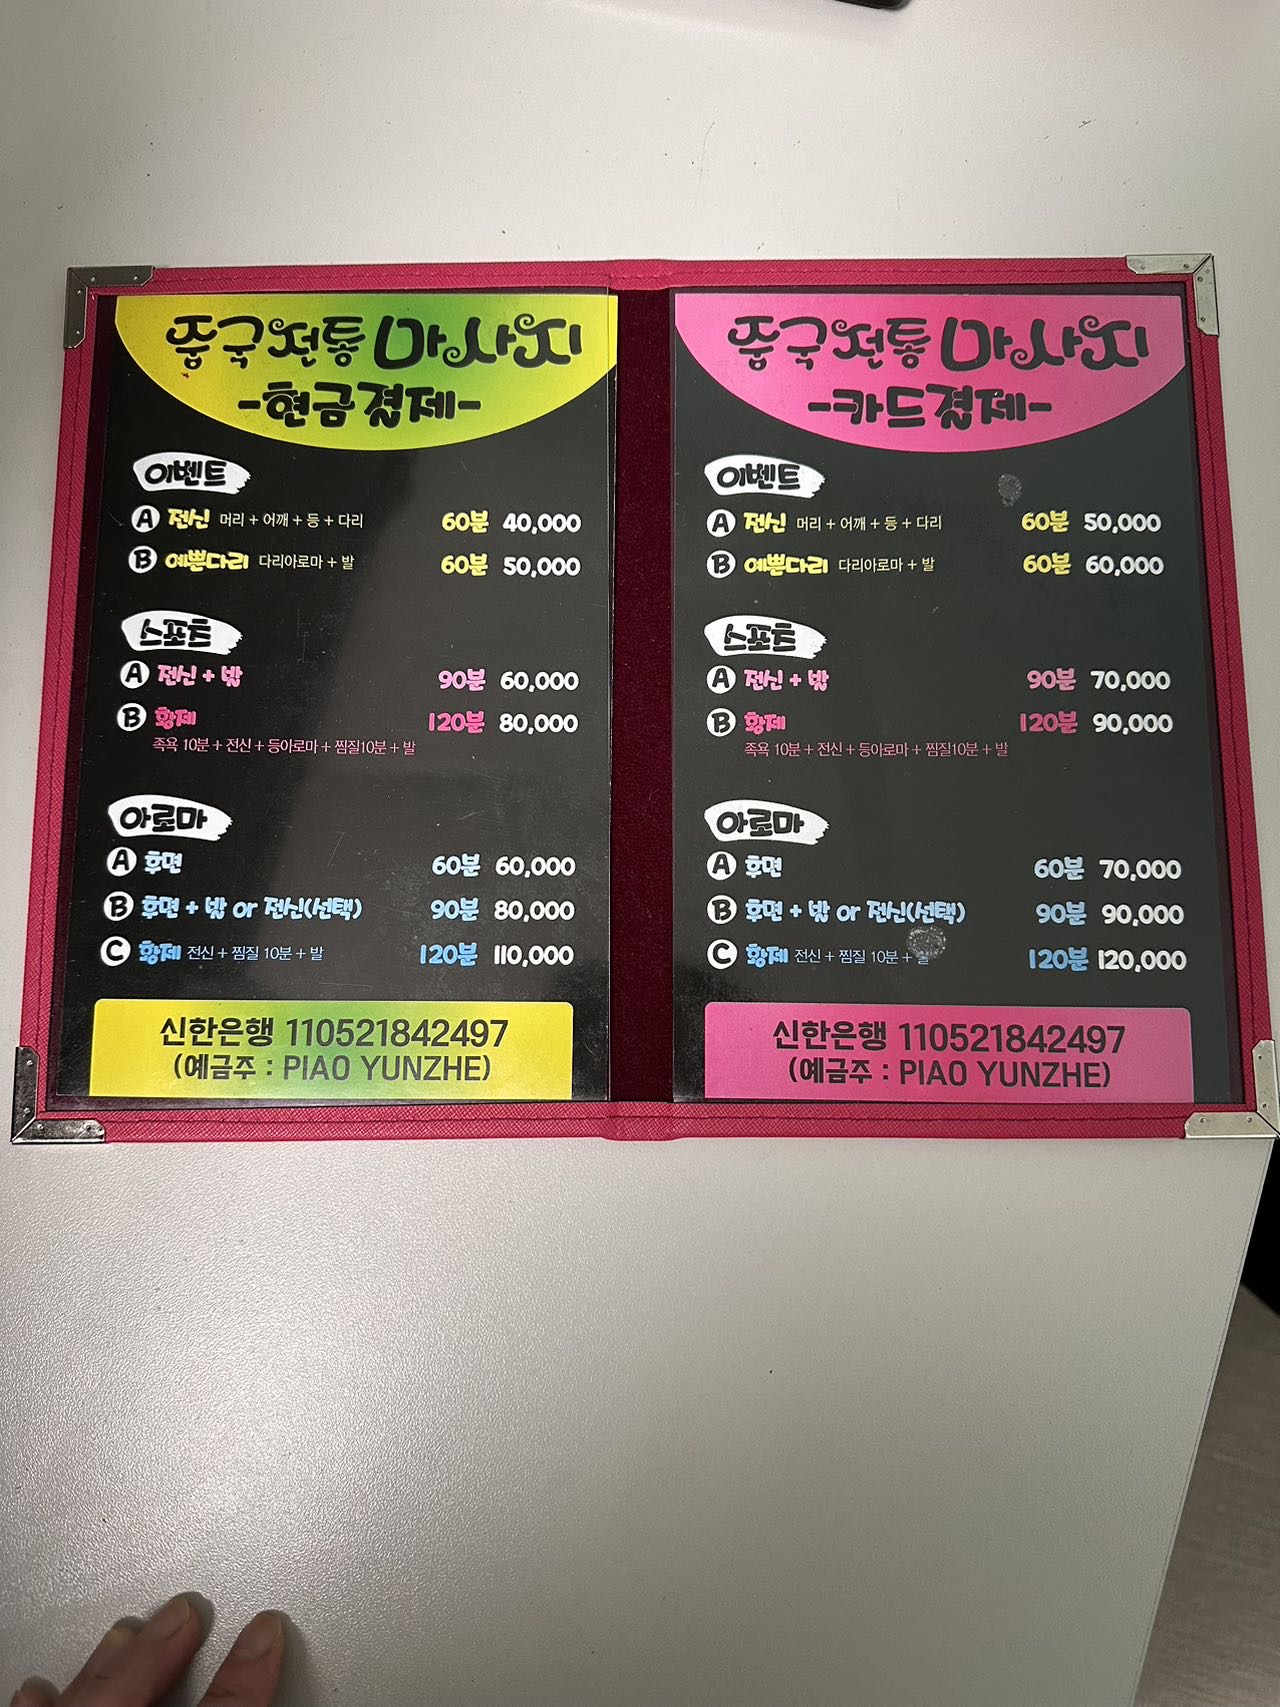 중국전통마사지
-현금결제-
이벤트
A 전신 머리 + 어깨 + 등 + 다리 60분 40,000
B 예쁜다리 다리아로마 + 발 60분 50,000
스포츠
A 전신 + 발 90분 60,000
B 황제 120분 80,000
족욕 10분 + 전신 + 등아로마 + 찜질10분 + 발
아로마
A 후면 60분 60,000
B 후면 + 발 or 전신(선택) 90분 80,000
C 황제 전신 + 찜질 10분 + 발 120분 110,000
신한은행 110521842497
(예금주 : PIAO YUNZHE)
중국전통마사지
-카드결제-
이벤트
A 전신 머리 + 어깨 + 등 + 다리 60분 50,000
B 예쁜다리 다리아로마 + 발 60분 60,000
스포츠
A 전신 + 발 90분 70,000
B 황제 120분 90,000
족욕 10분 + 전신 + 등아로마 + 찜질10분 + 발
아로마
A 후면 60분 70,000
B 후면 + 발 or 전신(선택) 90분 90,000
C 황제 전신 + 찜질 10분 + 발 120분 120,000
신한은행 110521842497
(예금주 : PIAO YUNZHE)